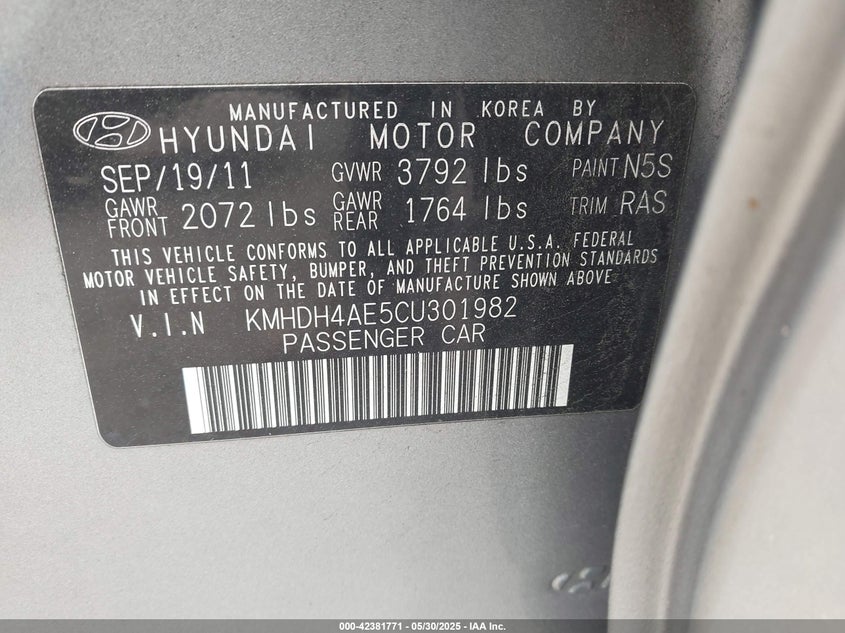 MANUFACTURED IN KOREA BY
HYUNDAI MOTOR COMPANY
SEP/19/11 GVWR 3792 lbs PAINT N5S
GAWR FRONT 2072 lbs GAWR REAR 1764 lbs TRIM RAS
THIS VEHICLE CONFORMS TO ALL APPLICABLE U.S.A. FEDERAL
MOTOR VEHICLE SAFETY, BUMPER, AND THEFT PREVENTION STANDARDS
IN EFFECT ON THE DATE OF MANUFACTURE SHOWN ABOVE
V.I.N KMHDH4AE5CU301982
PASSENGER CAR
000-42381771 - 05/30/2025 - IAA Inc.